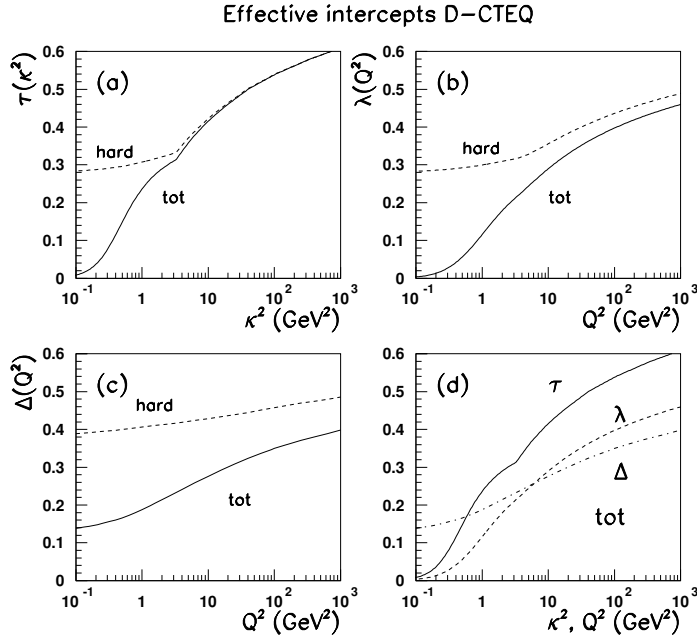 Effective intercepts D−CTEQ
τ(κ²)
0.6
0.5
0.4
0.3
0.2
0.1
0
(a)
hard
tot
10⁻¹ 1 10 10² 10³
κ² (GeV²)
λ(Q²)
0.6
0.5
0.4
0.3
0.2
0.1
0
(b)
hard
tot
10⁻¹ 1 10 10² 10³
Q² (GeV²)
Δ(Q²)
0.6
0.5
0.4
0.3
0.2
0.1
0
(c)
hard
tot
10⁻¹ 1 10 10² 10³
Q² (GeV²)
0.6
0.5
0.4
0.3
0.2
0.1
0
(d)
τ
λ
Δ
tot
10⁻¹ 1 10 10² 10³
κ², Q² (GeV²)